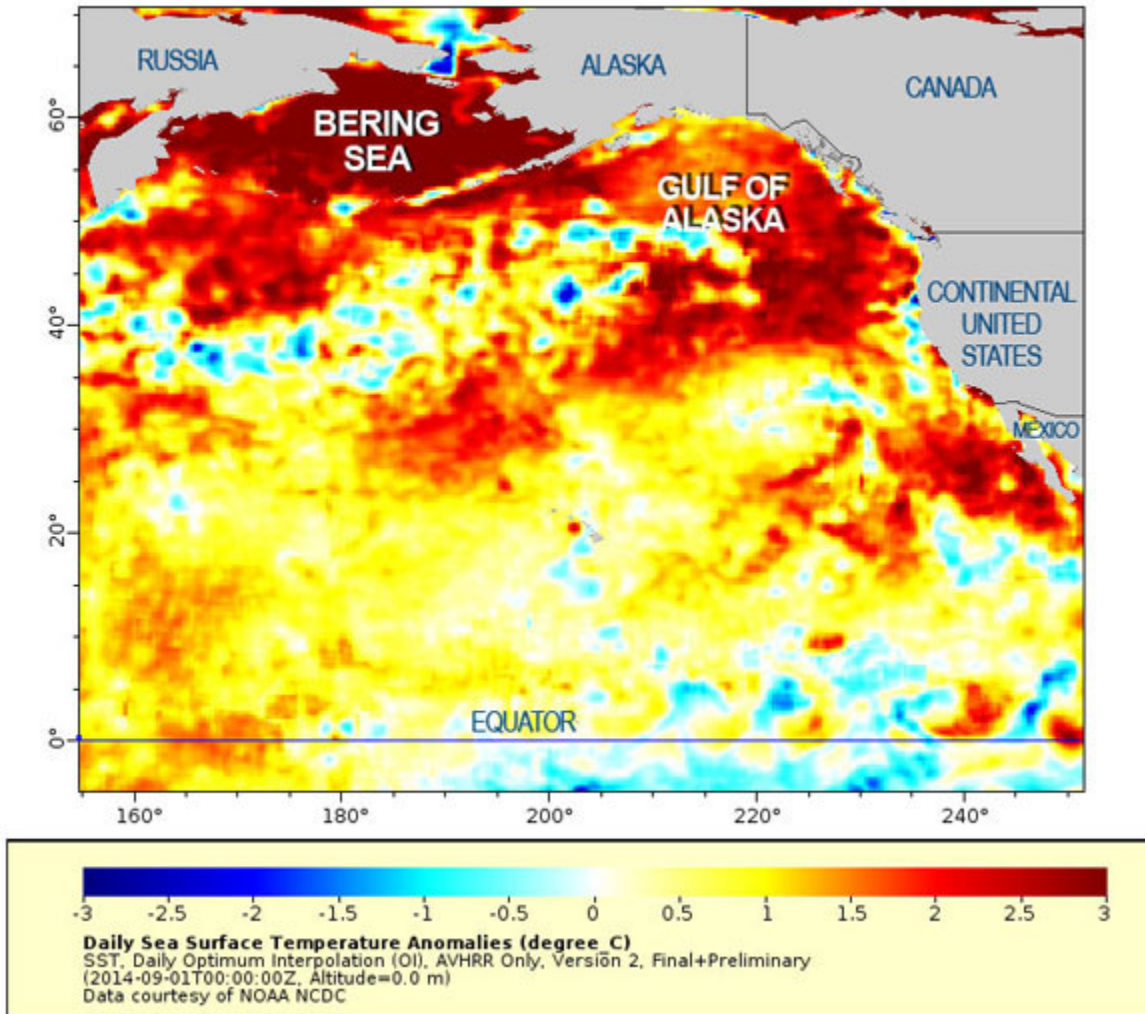 RUSSIA
ALASKA
CANADA
BERING
SEA
GULF OF
ALASKA
CONTINENTAL
UNITED
STATES
MEXICO
EQUATOR
60°
40°
20°
0°
160°
180°
200°
220°
240°
-3
-2.5
-2
-1.5
-1
-0.5
0
0.5
1
1.5
2
2.5
3
Daily Sea Surface Temperature Anomalies (degree_C)
SST, Daily Optimum Interpolation (OI), AVHRR Only, Version 2, Final+Preliminary
(2014-09-01T00:00:00Z, Altitude=0.0 m)
Data courtesy of NOAA NCDC